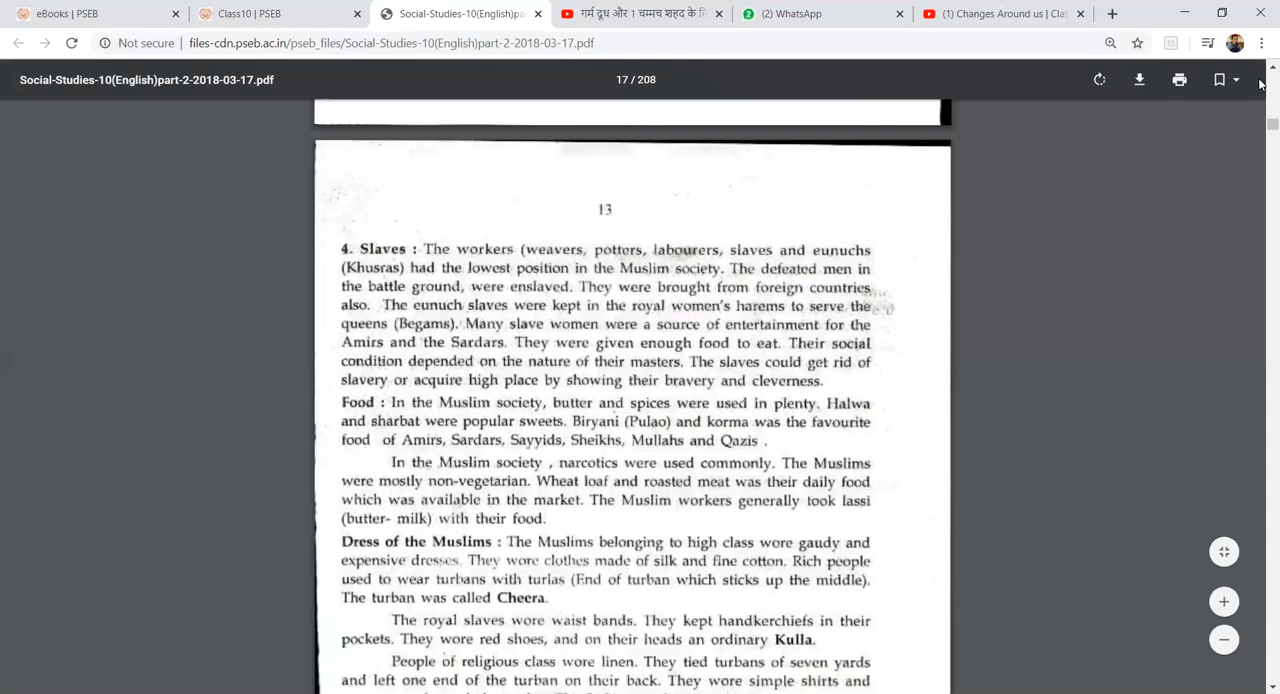 eBooks | PSEB
Class10 | PSEB
Social-Studies-10(English)par
गर्म दूध और 1 चम्मच शहद के
(2) WhatsApp
(1) Changes Around us | Clas
Not secure | files-cdn.pseb.ac.in/pseb_files/Social-Studies-10(English)part-2-2018-03-17.pdf
Social-Studies-10(English)part-2-2018-03-17.pdf
17 / 208
13
4. Slaves : The workers (weavers, potters, labourers, slaves and eunuchs
(Khusras) had the lowest position in the Muslim society. The defeated men in
the battle ground, were enslaved. They were brought from foreign countries
also. The eunuch slaves were kept in the royal women's harems to serve the
queens (Begams). Many slave women were a source of entertainment for the
Amirs and the Sardars. They were given enough food to eat. Their social
condition depended on the nature of their masters. The slaves could get rid of
slavery or acquire high place by showing their bravery and cleverness.
Food : In the Muslim society, butter and spices were used in plenty. Halwa
and sharbat were popular sweets. Biryani (Pulao) and korma was the favourite
food of Amirs, Sardars, Sayyids, Sheikhs, Mullahs and Qazis .
In the Muslim society , narcotics were used commonly. The Muslims
were mostly non-vegetarian. Wheat loaf and roasted meat was their daily food
which was available in the market. The Muslim workers generally took lassi
(butter- milk) with their food.
Dress of the Muslims : The Muslims belonging to high class wore gaudy and
expensive dresses. They wore clothes made of silk and fine cotton. Rich people
used to wear turbans with turlas (End of turban which sticks up the middle).
The turban was called Cheera.
The royal slaves wore waist bands. They kept handkerchiefs in their
pockets. They wore red shoes, and on their heads an ordinary Kulla.
People of religious class wore linen. They tied turbans of seven yards
and left one end of the turban on their back. They wore simple shirts and